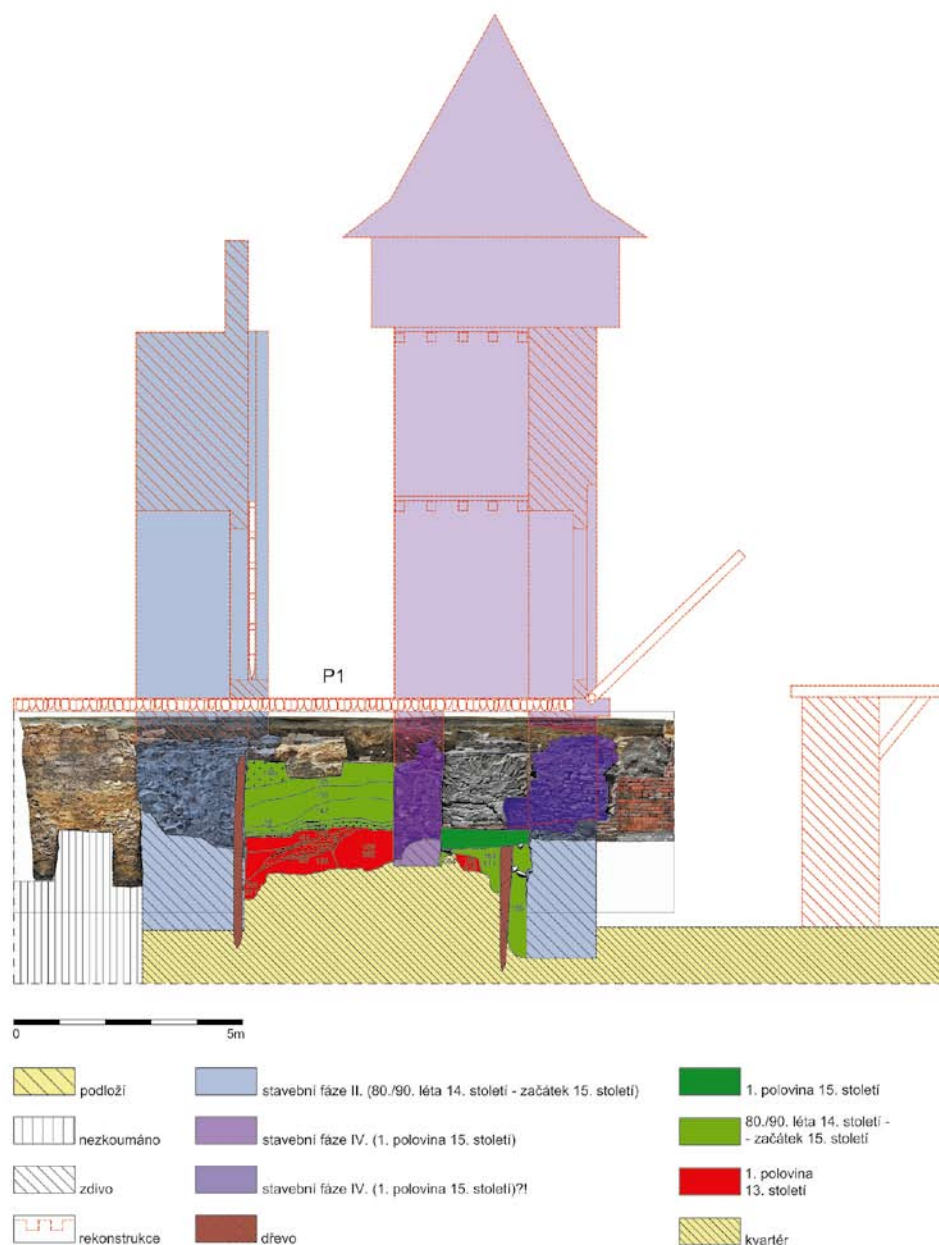 P1
0 5m
podloží
nezkoumáno
zdivo
rekonstrukce
stavební fáze II. (80./90. léta 14. století - začátek 15. století)
stavební fáze IV. (1. polovina 15. století)
stavební fáze IV. (1. polovina 15. století)?!
dřevo
1. polovina 15. století
80./90. léta 14. století -
- začátek 15. století
1. polovina
13. století
kvartér